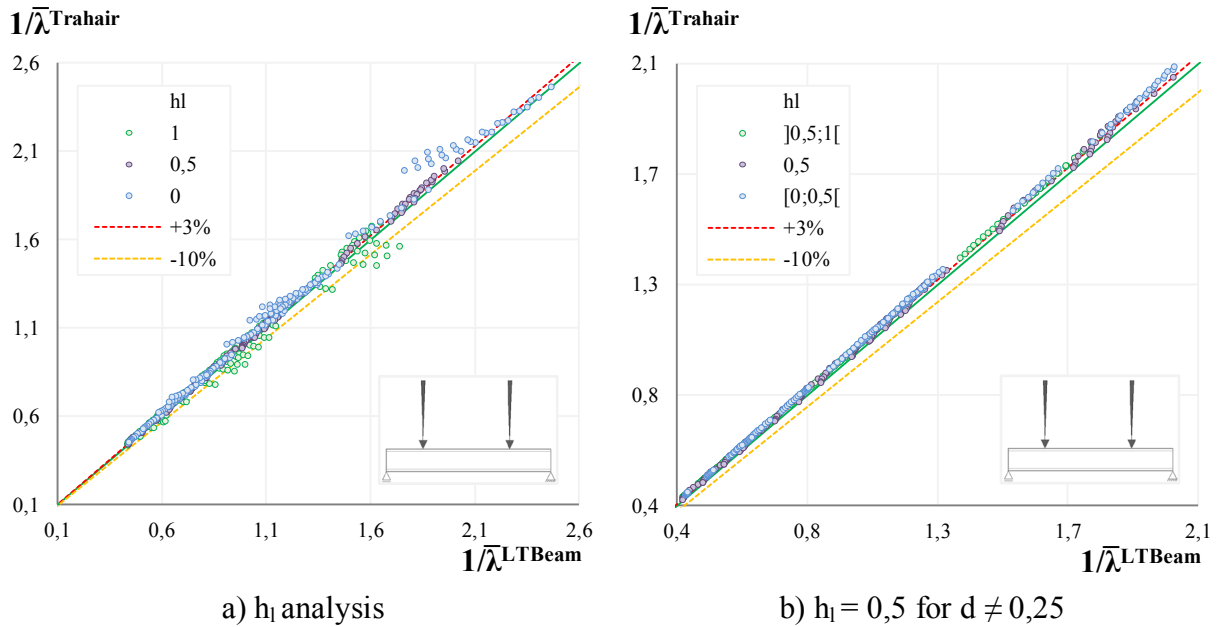 1/λ̅ᵀʳᵃʰᵃⁱʳ
2,6
2,1
1,6
1,1
0,6
0,1
hl
1
0,5
0
+3%
-10%
0,1 0,6 1,1 1,6 2,1 2,6
1/λ̅ᴸᵀᴮᵉᵃᵐ
a) hₗ analysis
1/λ̅ᵀʳᵃʰᵃⁱʳ
2,1
1,7
1,3
0,8
0,4
hl
]0,5;1[
0,5
[0;0,5[
+3%
-10%
0,4 0,8 1,3 1,7 2,1
1/λ̅ᴸᵀᴮᵉᵃᵐ
b) hₗ = 0,5 for d ≠ 0,25